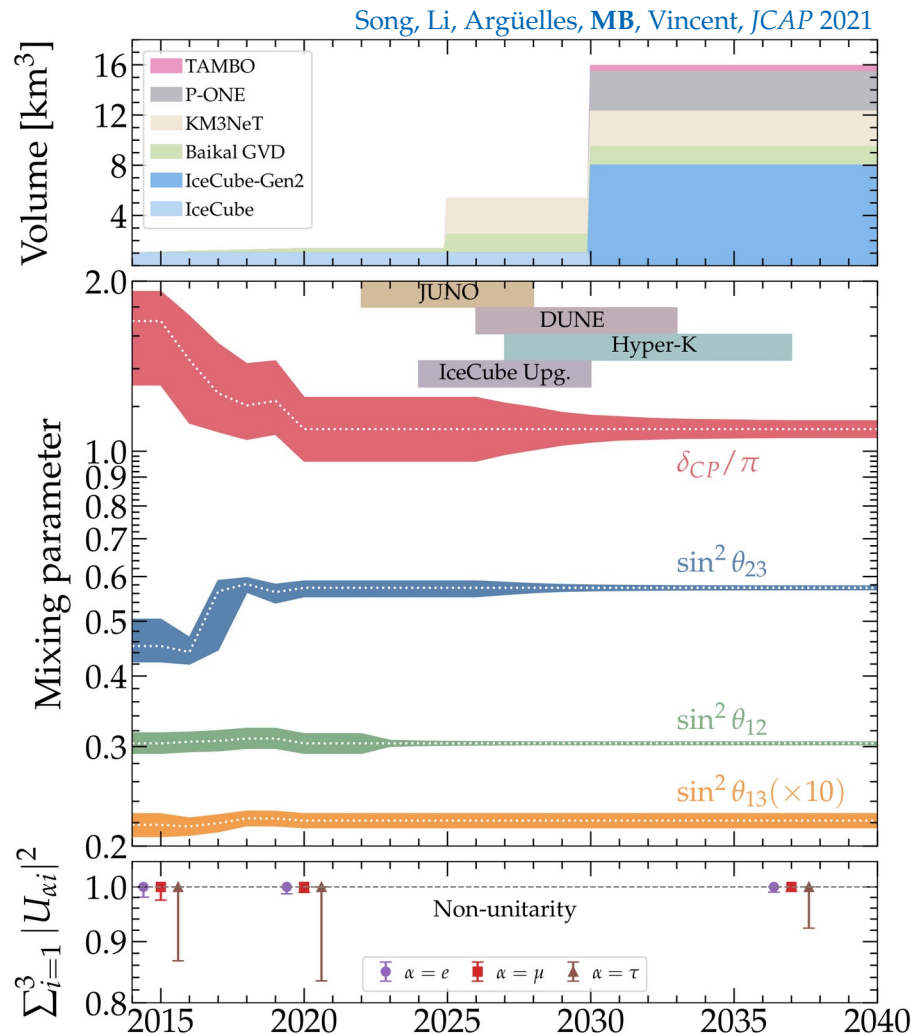 Song, Li, Argüelles, MB, Vincent, JCAP 2021
Volume [km³]
16
12
8
4
TAMBO
P-ONE
KM3NeT
Baikal GVD
IceCube-Gen2
IceCube
Mixing parameter
2.0
1.0
0.9
0.8
0.7
0.6
0.5
0.4
0.3
0.2
JUNO
DUNE
Hyper-K
IceCube Upg.
δ_CP/π
sin² θ₂₃
sin² θ₁₂
sin² θ₁₃(×10)
Σ³ᵢ₌₁ |U_αi|²
1.0
0.9
0.8
Non-unitarity
α = e
α = μ
α = τ
2015 2020 2025 2030 2035 2040